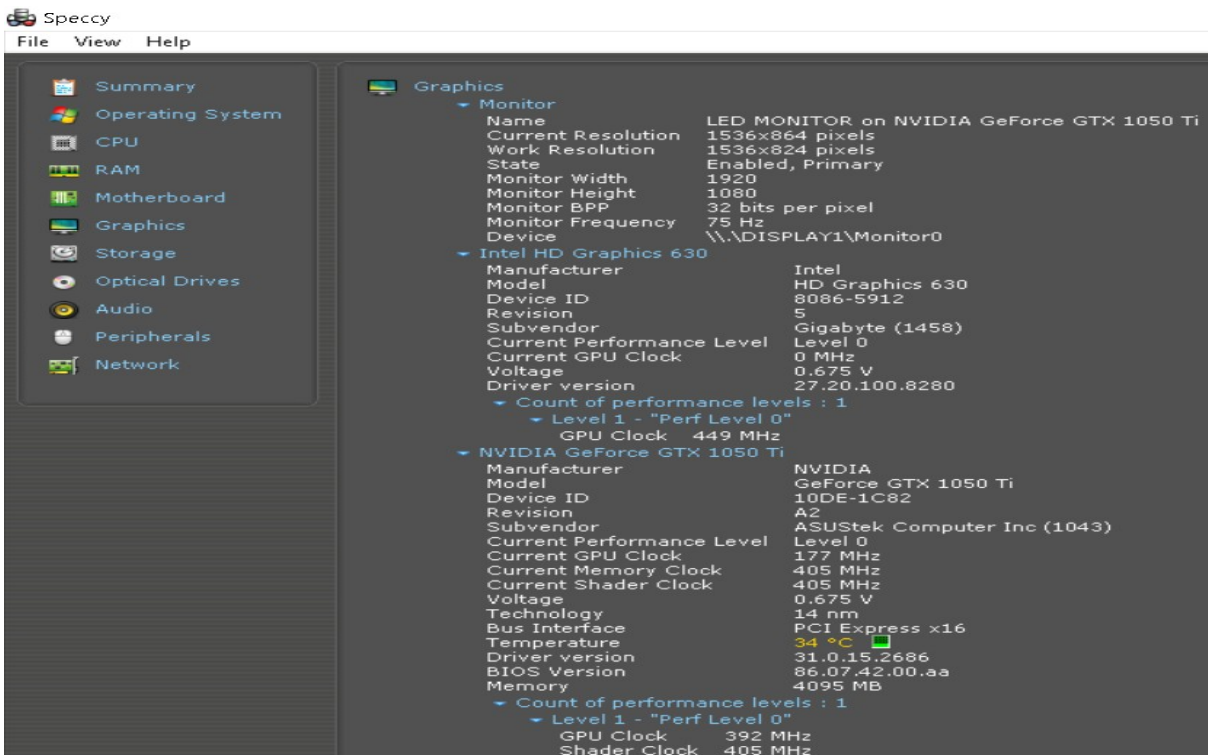 Speccy
File View Help
Summary
Operating System
CPU
RAM
Motherboard
Graphics
Storage
Optical Drives
Audio
Peripherals
Network
Graphics
Monitor
Name LED MONITOR on NVIDIA GeForce GTX 1050 Ti
Current Resolution 1536x864 pixels
Work Resolution 1536x824 pixels
State Enabled, Primary
Monitor Width 1920
Monitor Height 1080
Monitor BPP 32 bits per pixel
Monitor Frequency 75 Hz
Device \\.\DISPLAY1\Monitor0
Intel HD Graphics 630
Manufacturer Intel
Model HD Graphics 630
Device ID 8086-5912
Revision 5
Subvendor Gigabyte (1458)
Current Performance Level Level 0
Current GPU Clock 0 MHz
Voltage 0.675 V
Driver version 27.20.100.8280
Count of performance levels : 1
Level 1 - "Perf Level 0"
GPU Clock 449 MHz
NVIDIA GeForce GTX 1050 Ti
Manufacturer NVIDIA
Model GeForce GTX 1050 Ti
Device ID 10DE-1C82
Revision A2
Subvendor ASUStek Computer Inc (1043)
Current Performance Level Level 0
Current GPU Clock 177 MHz
Current Memory Clock 405 MHz
Current Shader Clock 405 MHz
Voltage 0.675 V
Technology 14 nm
Bus Interface PCI Express x16
Temperature 34 °C
Driver version 31.0.15.2686
BIOS Version 86.07.42.00.aa
Memory 4095 MB
Count of performance levels : 1
Level 1 - "Perf Level 0"
GPU Clock 392 MHz
Shader Clock 405 MHz